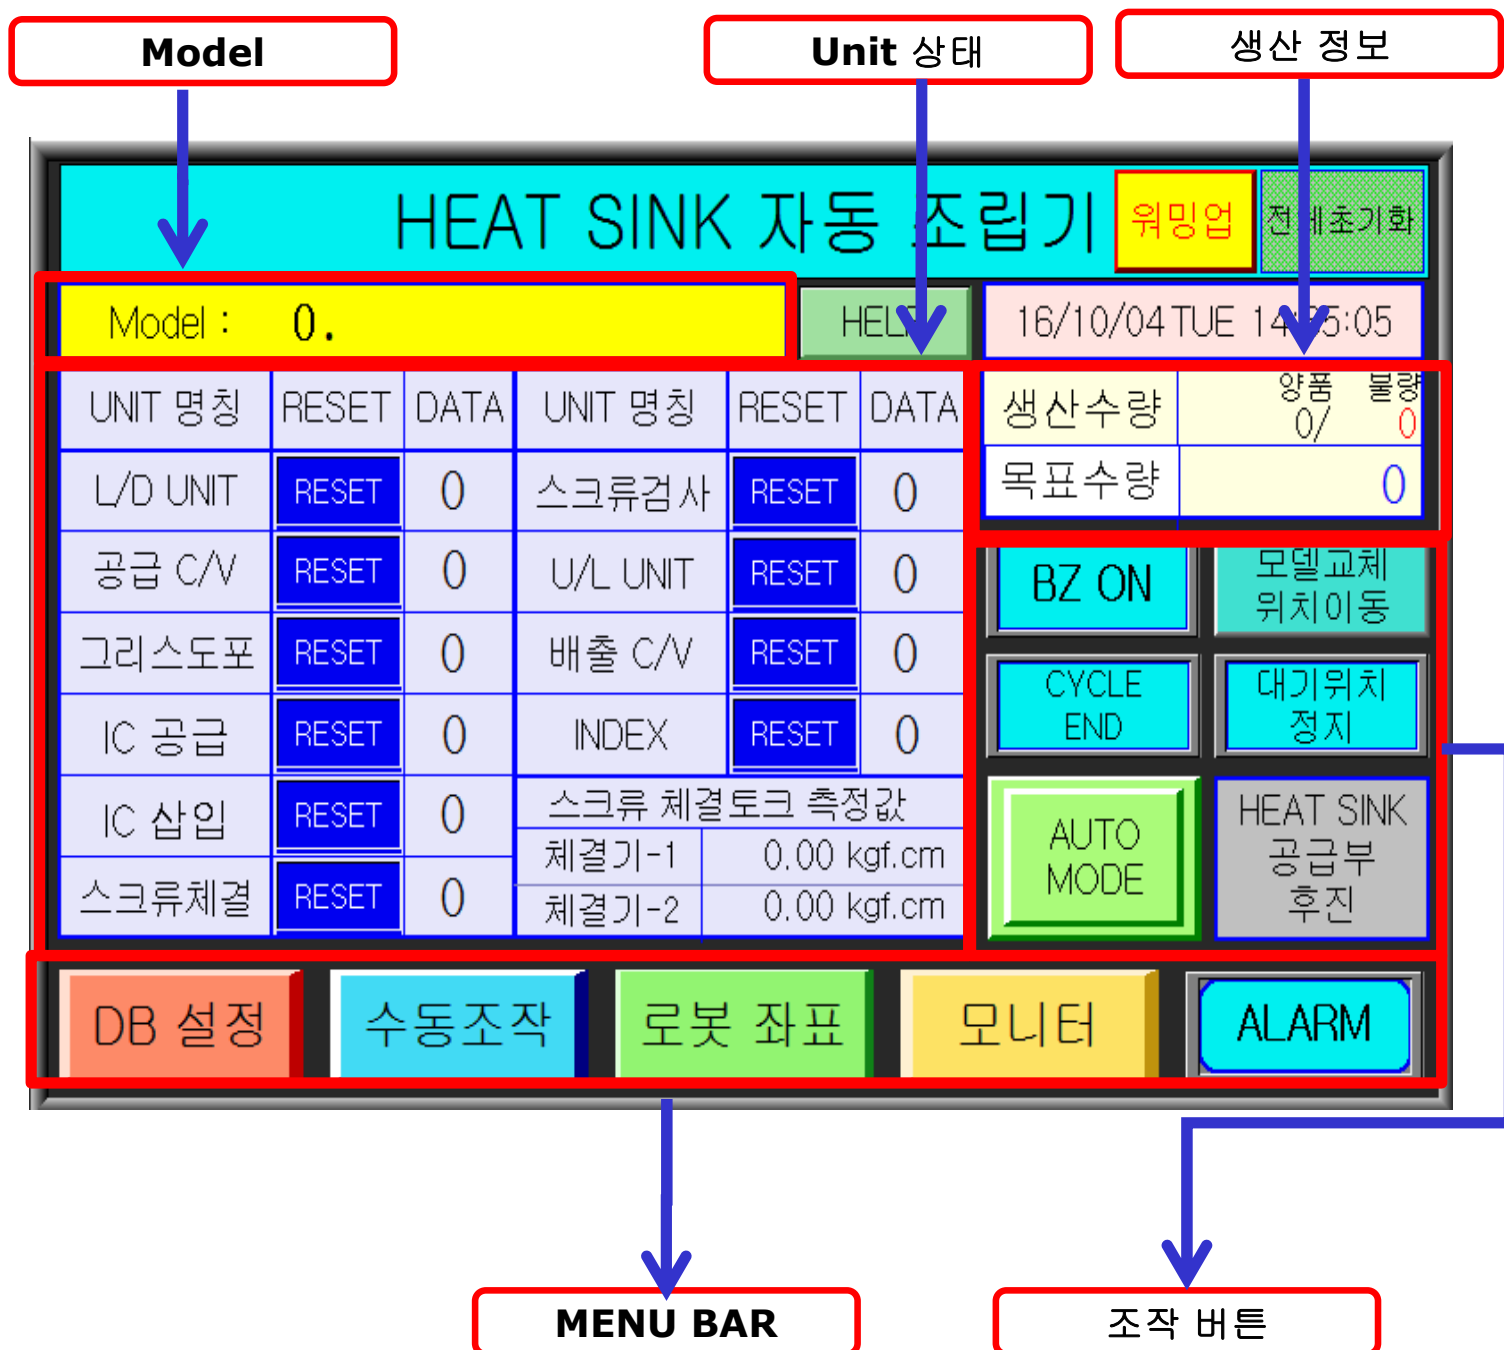 Model
Unit 상태
생산 정보
HEAT SINK 자동 조립기
워밍업
전체초기화
Model : 0.
HELP
16/10/04 TUE 14: 5:05
UNIT 명칭 RESET DATA UNIT 명칭 RESET DATA
L/D UNIT RESET 0 스크류검사 RESET 0
공급 C/V RESET 0 U/L UNIT RESET 0
그리스도포 RESET 0 배출 C/V RESET 0
IC 공급 RESET 0 INDEX RESET 0
IC 삽입 RESET 0 스크류 체결토크 측정값
체결기-1 0.00 kgf.cm
스크류체결 RESET 0
체결기-2 0.00 kgf.cm
생산수량
양품 불량
0/ 0
목표수량 0
BZ ON
모델교체
위치이동
CYCLE
END
대기위치
정지
AUTO
MODE
HEAT SINK
공급부
후진
DB 설정
수동조작
로봇 좌표
모니터
ALARM
MENU BAR
조작 버튼